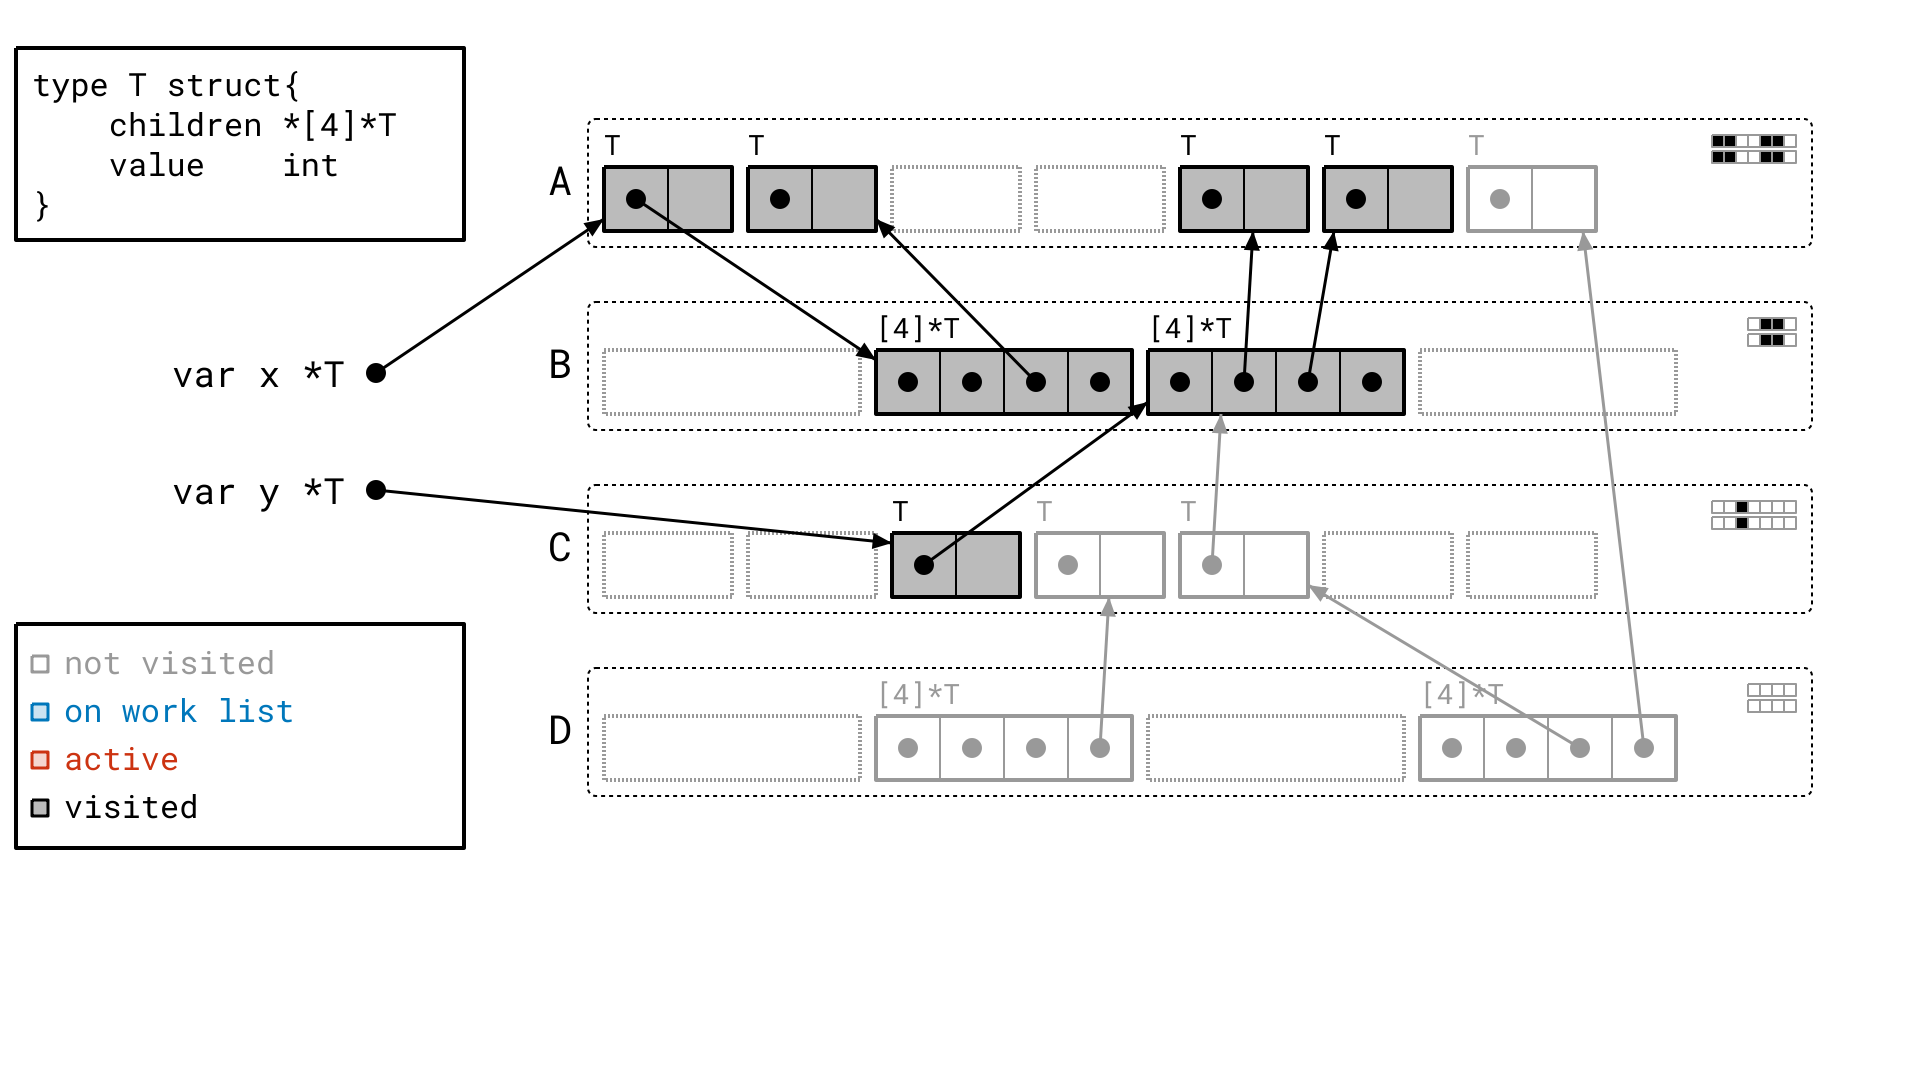 type T struct{
    children *[4]*T
    value    int
}
T T T T T
A
[4]*T [4]*T
B
var x *T
var y *T
T T T
C
not visited
on work list
active
visited
[4]*T [4]*T
D